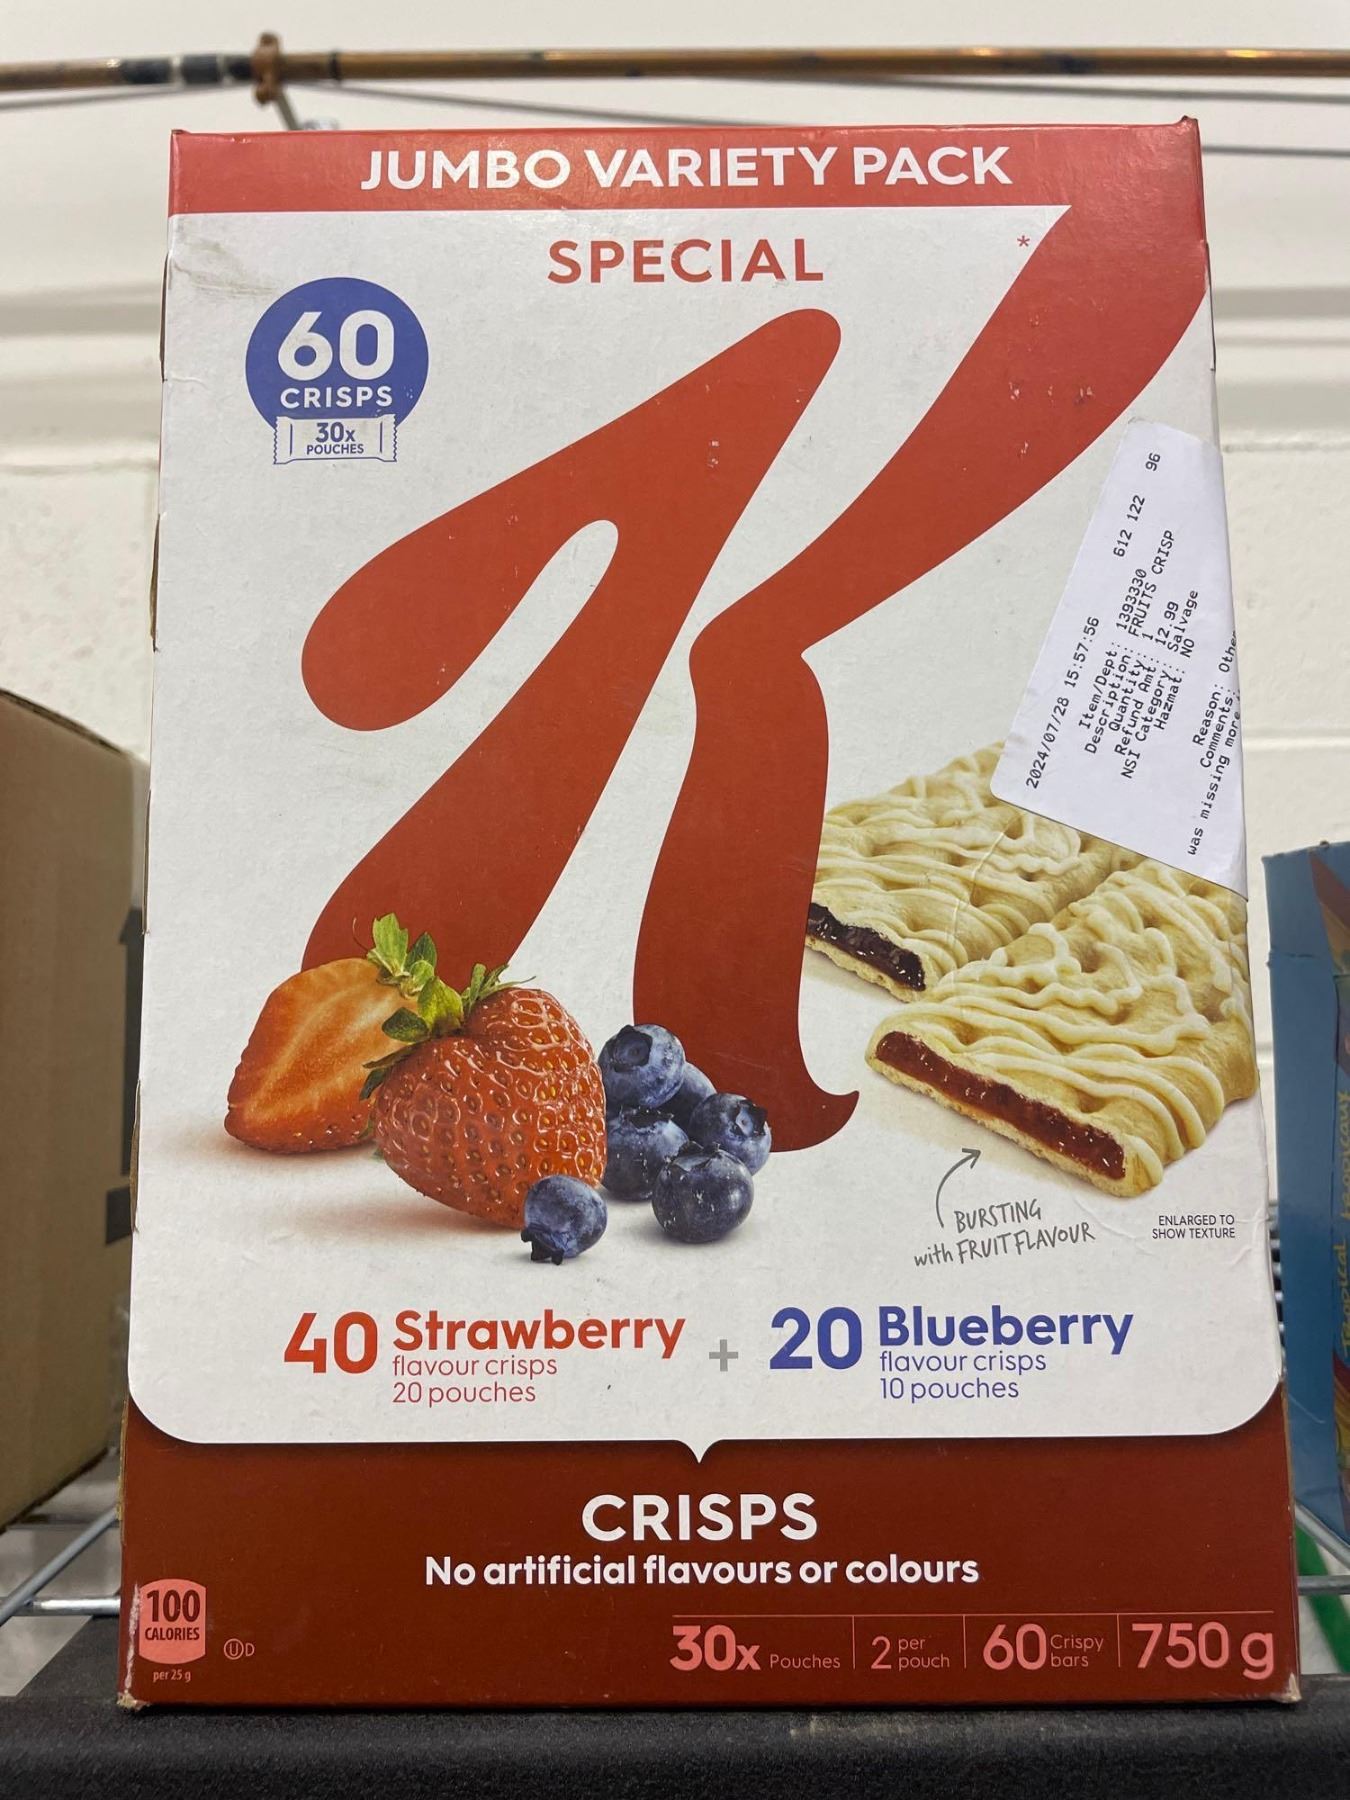 JUMBO VARIETY PACK
SPECIAL
K
*
60
CRISPS
30x
POUCHES
2024/07/28 15:57:56
612 122 96
Item/Dept: 1393330
Description: FRUITS CRISP
Quantity: 1
Refund Amt: 12.99
NSI Category: Salvage
Hazmat: NO
Reason: Other
Comments:
was missing more
BURSTING
with FRUIT FLAVOUR
ENLARGED TO
SHOW TEXTURE
40 Strawberry
flavour crisps
20 pouches
+
20 Blueberry
flavour crisps
10 pouches
CRISPS
No artificial flavours or colours
100
CALORIES
per 25 g
U D
30x Pouches
2 per pouch
60 Crispy bars
750 g